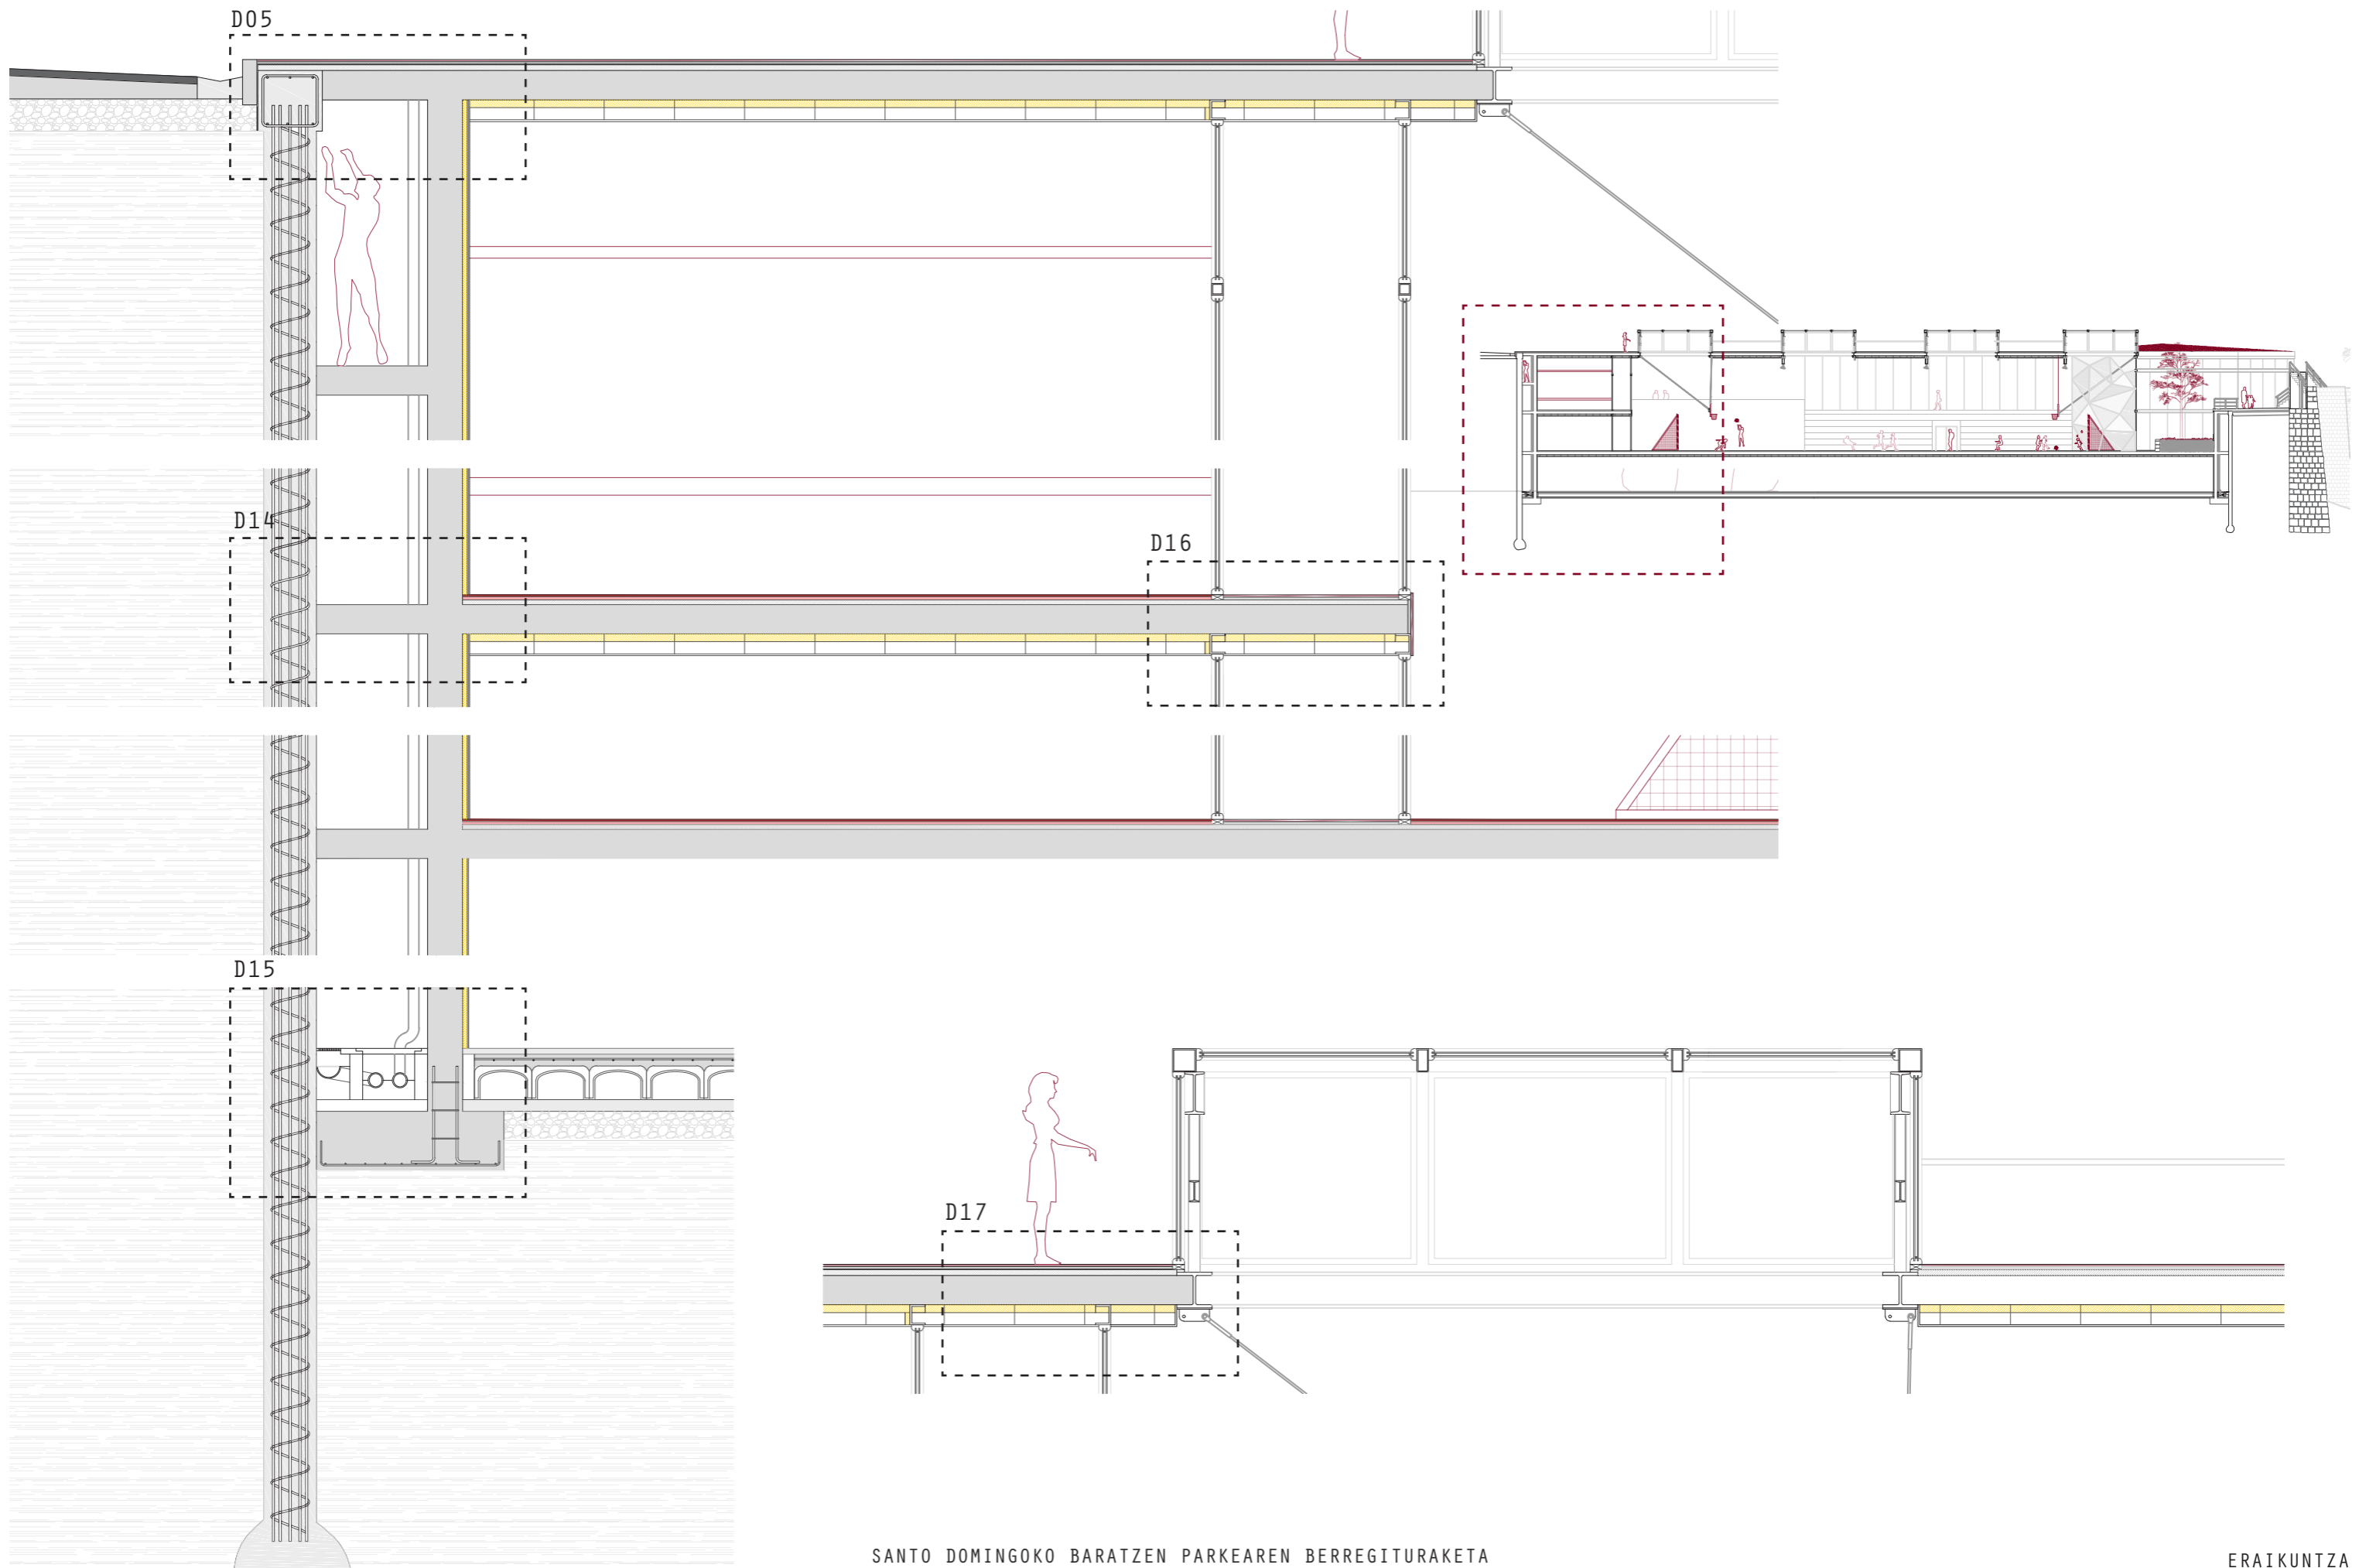 D05
D14
D16
D15
D17
SANTO DOMINGOKO BARATZEN PARKEAREN BERREGITURAKETA
ERAIKUNTZA